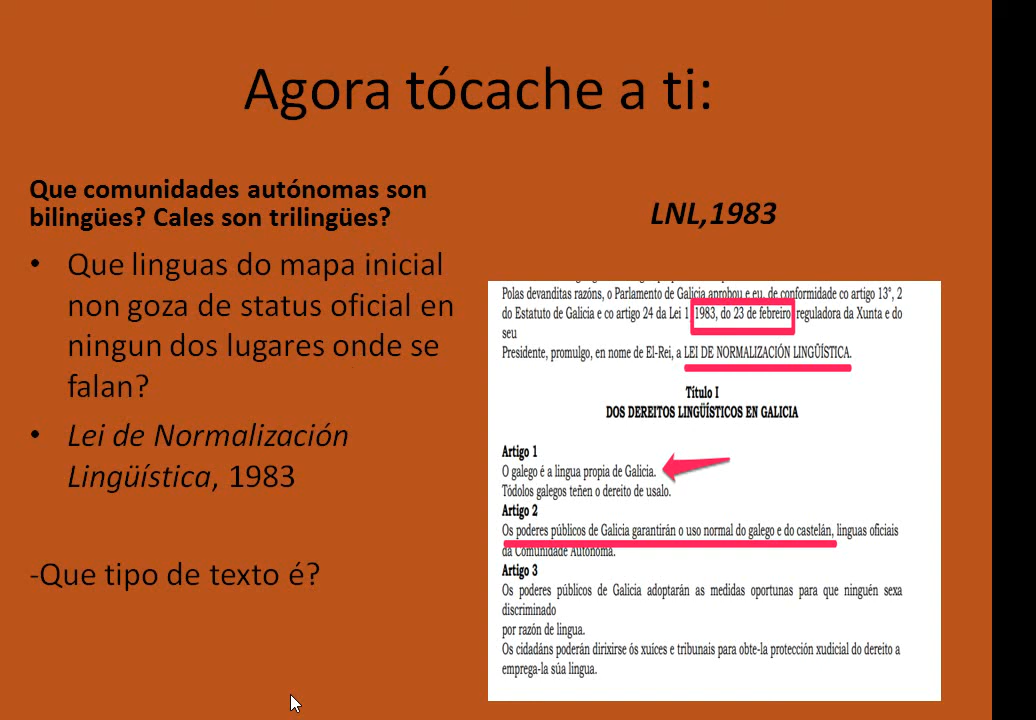 Agora tócache a ti:
Que comunidades autónomas son
bilingües? Cales son trilingües?
• Que linguas do mapa inicial
non goza de status oficial en
ningun dos lugares onde se
falan?
• Lei de Normalización
Lingüística, 1983
-Que tipo de texto é?
LNL,1983
Polas devanditas razóns, o Parlamento de Galicia aprobou e eu, de conformidade co artigo 13°, 2
do Estatuto de Galicia e co artigo 24 da Lei 1 1983, do 23 de febreiro, reguladora da Xunta e do
seu
Presidente, promulgo, en nome de El-Rei, a LEI DE NORMALIZACIÓN LINGÜÍSTICA.
Título I
DOS DEREITOS LINGÜÍSTICOS EN GALICIA
Artigo 1
O galego é a lingua propia de Galicia.
Tódolos galegos teñen o dereito de usalo.
Artigo 2
Os poderes públicos de Galicia garantirán o uso normal do galego e do castelán, linguas oficiais
da Comunidade Autónoma.
Artigo 3
Os poderes públicos de Galicia adoptarán as medidas oportunas para que ninguén sexa
discriminado
por razón de lingua.
Os cidadáns poderán dirixirse ós xuíces e tribunais para obte-la protección xudicial do dereito a
emprega-la súa lingua.